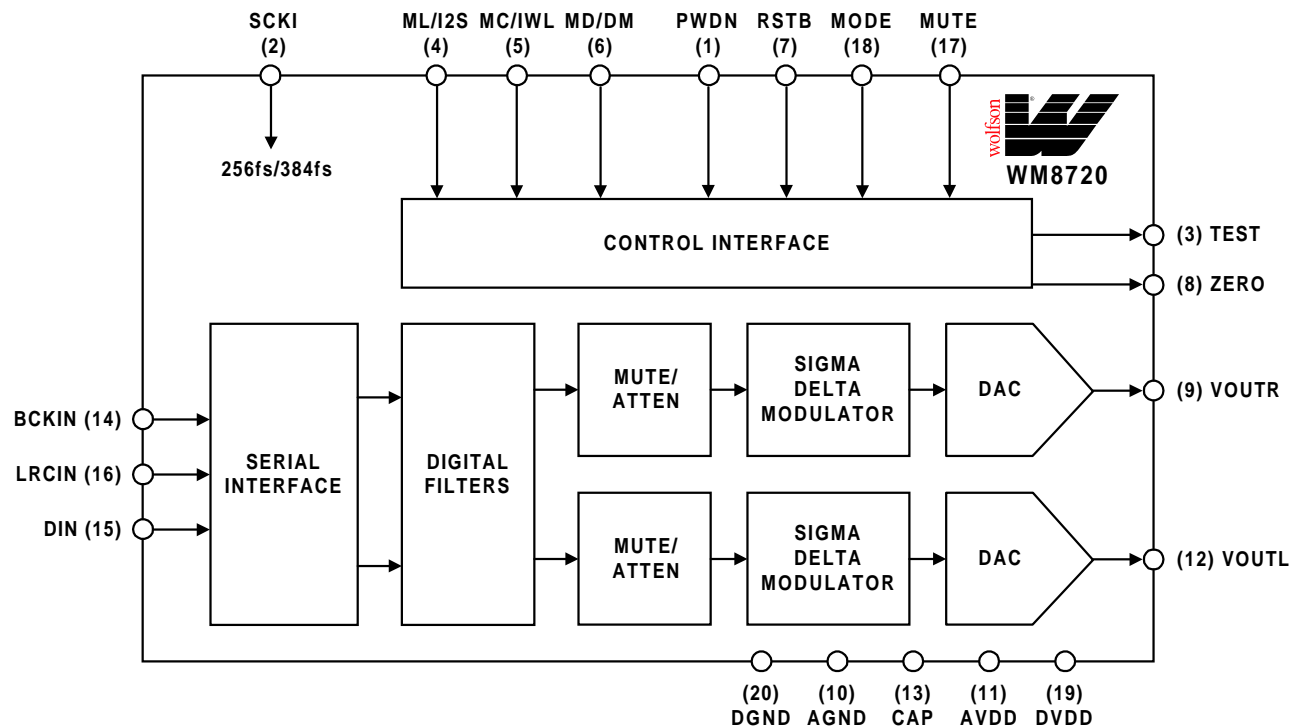 SCKI
(2)
ML/I2S
(4)
MC/IWL
(5)
MD/DM
(6)
PWDN
(1)
RSTB
(7)
MODE
(18)
MUTE
(17)
256fs/384fs
wolfson
®
WM8720
CONTROL INTERFACE
(3) TEST
(8) ZERO
BCKIN (14)
LRCIN (16)
DIN (15)
SERIAL
INTERFACE
DIGITAL
FILTERS
MUTE/
ATTEN
SIGMA
DELTA
MODULATOR
DAC
(9) VOUTR
MUTE/
ATTEN
SIGMA
DELTA
MODULATOR
DAC
(12) VOUTL
(20)
DGND
(10)
AGND
(13)
CAP
(11)
AVDD
(19)
DVDD